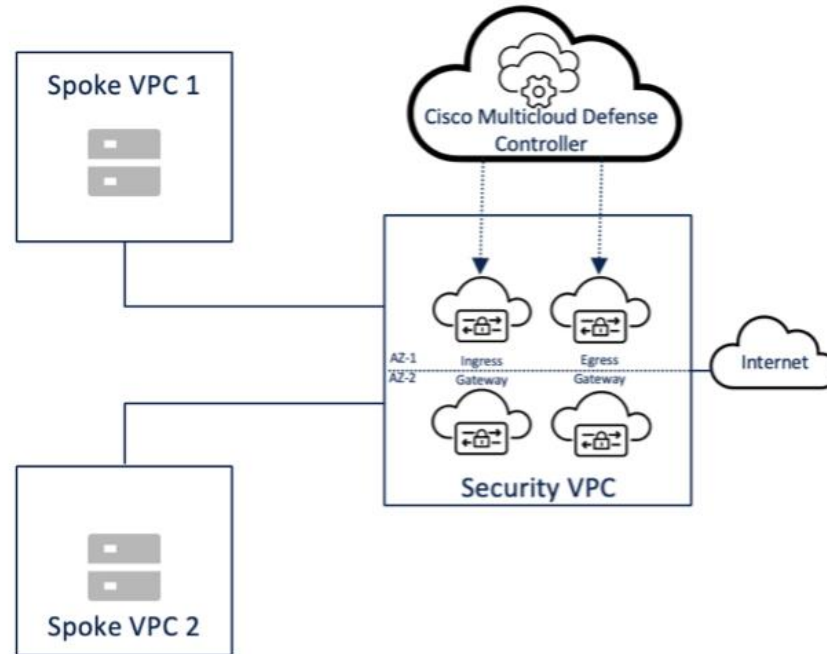 Spoke VPC 1
Cisco Multicloud Defense
Controller
AZ-1
Ingress
Egress
AZ-2
Gateway
Gateway
Internet
Security VPC
Spoke VPC 2